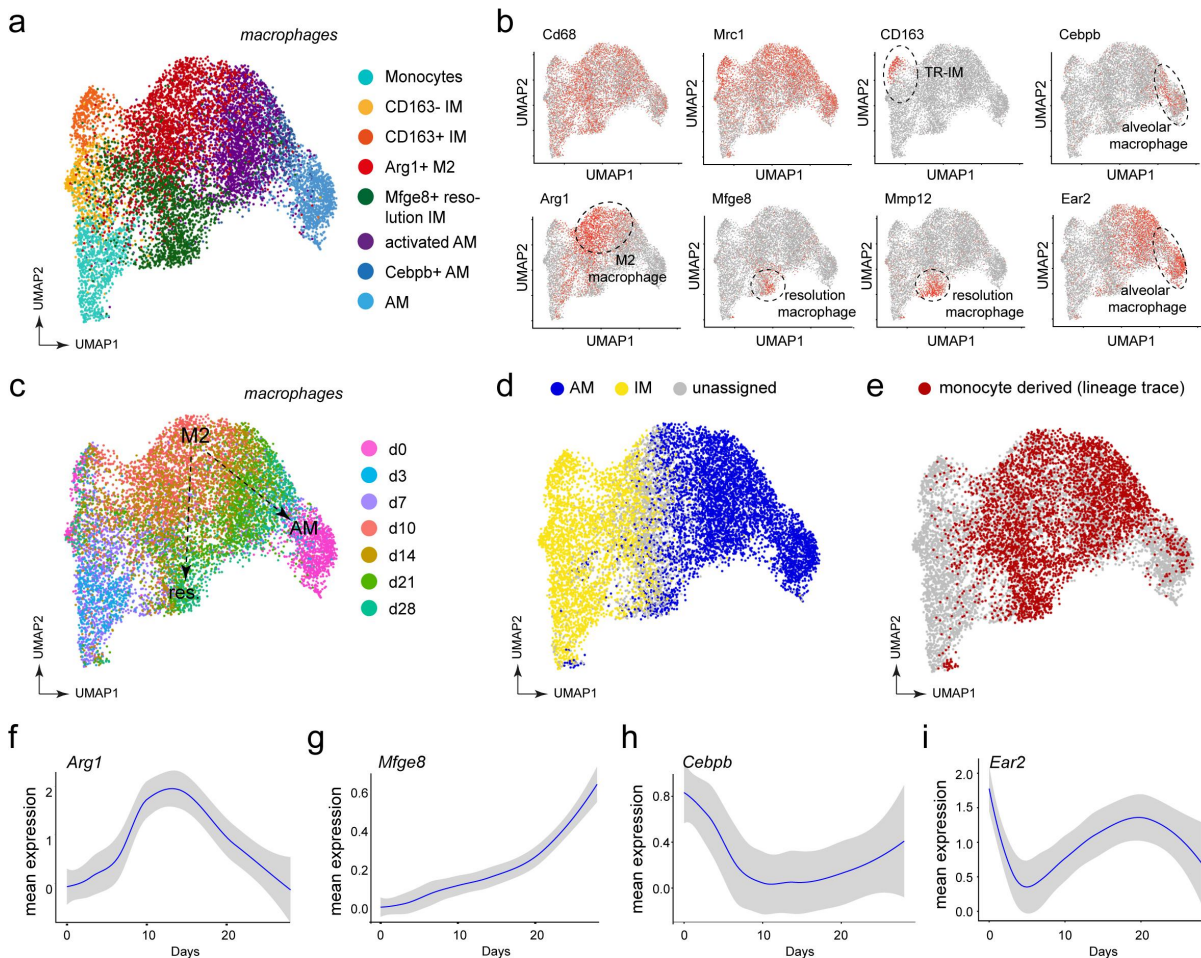 a
macrophages
Monocytes
CD163- IM
CD163+ IM
Arg1+ M2
Mfge8+ reso-
lution IM
activated AM
Cebpb+ AM
AM
UMAP2
UMAP1
b
Cd68
Mrc1
CD163
TR-IM
Cebpb
alveolar
macrophage
UMAP2
UMAP2
UMAP2
UMAP2
UMAP1
UMAP1
UMAP1
UMAP1
Arg1
M2
macrophage
Mfge8
resolution
macrophage
Mmp12
resolution
macrophage
Ear2
alveolar
macrophage
UMAP2
UMAP2
UMAP2
UMAP2
UMAP1
UMAP1
UMAP1
UMAP1
c
macrophages
M2
AM
res.
d0
d3
d7
d10
d14
d21
d28
UMAP2
UMAP1
d
AM IM unassigned
UMAP2
UMAP1
e
monocyte derived (lineage trace)
UMAP2
UMAP1
f
Arg1
mean expression
2
1
0
0 10 20
Days
g
Mfge8
mean expression
0.6
0.4
0.2
0.0
0 10 20
Days
h
Cebpb
mean expression
0.8
0.4
0.0
0 10 20
Days
i
Ear2
mean expression
2.0
1.5
1.0
0.5
0.0
0 10 20
Days